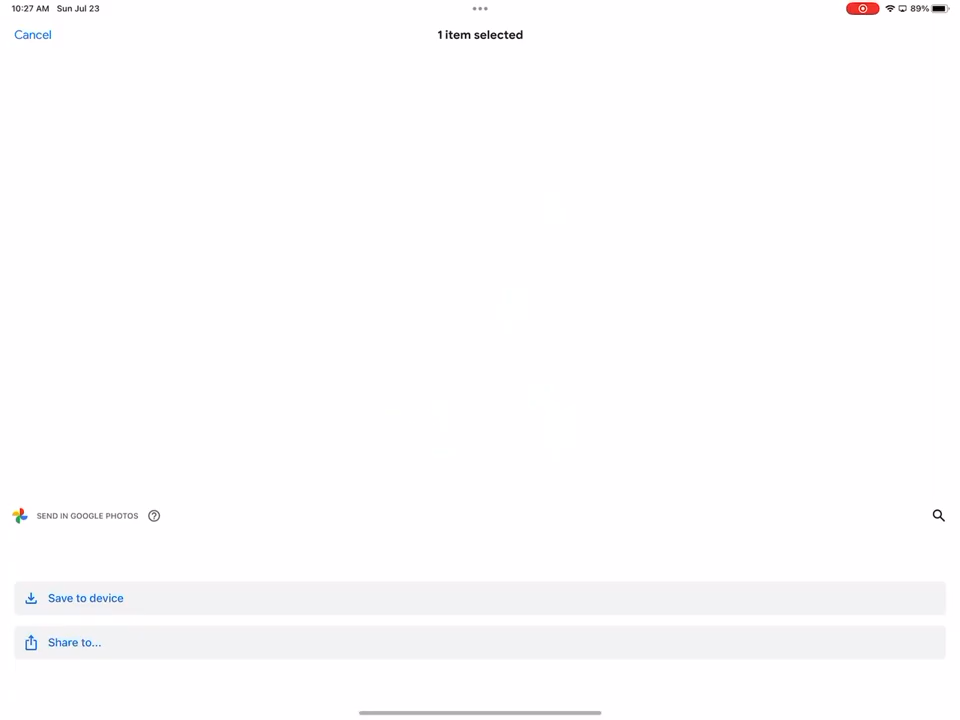 10:27 AM Sun Jul 23
89%
Cancel
1 item selected
SEND IN GOOGLE PHOTOS
Save to device
Share to...